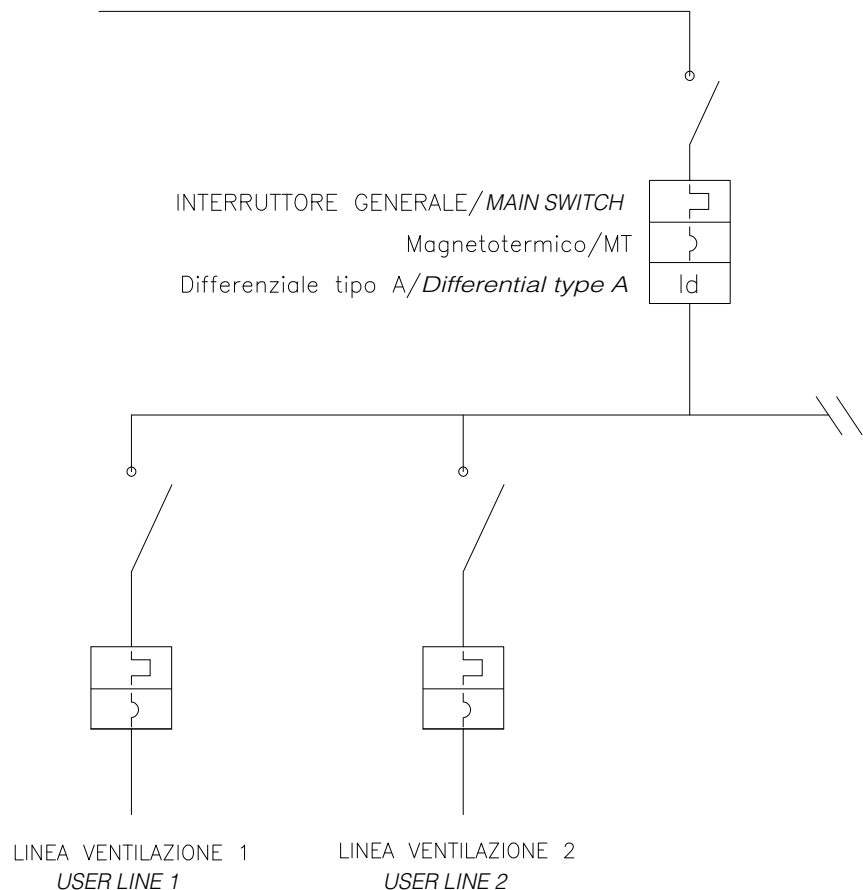 INTERRUTTORE GENERALE/MAIN SWITCH
Magnetotermico/MT
Differenziale tipo A/Differential type A
Id
LINEA VENTILAZIONE 1
USER LINE 1
LINEA VENTILAZIONE 2
USER LINE 2